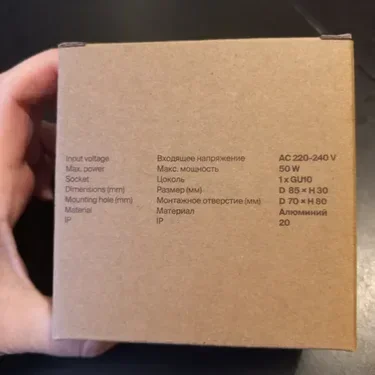 Input voltage Входящее напряжение AC 220-240 V
Max. power Макс. мощность 50 W
Socket Цоколь 1 x GU10
Dimensions (mm) Размер (мм) D 85 × H 30
Mounting hole (mm) Монтажное отверстие (мм) D 70 × H 80
Material Материал Алюминий
IP IP 20